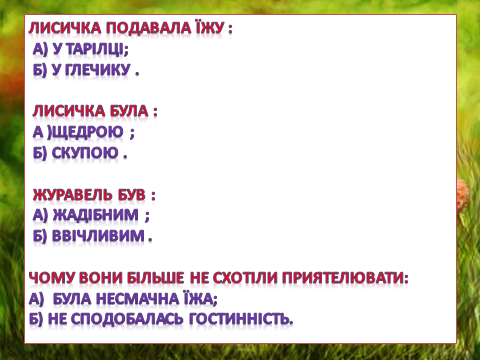 ЛИСИЧКА ПОДАВАЛА ЇЖУ :
А) У ТАРІЛЦІ;
Б) У ГЛЕЧИКУ .
ЛИСИЧКА БУЛА :
А )ЩЕДРОЮ ;
Б) СКУПОЮ .
ЖУРАВЕЛЬ БУВ :
А) ЖАДІБНИМ ;
Б) ВВІЧЛИВИМ .
ЧОМУ ВОНИ БІЛЬШЕ НЕ СХОТІЛИ ПРИЯТЕЛЮВАТИ:
А) БУЛА НЕСМАЧНА ЇЖА;
Б) НЕ СПОДОБАЛАСЬ ГОСТИННІСТЬ.